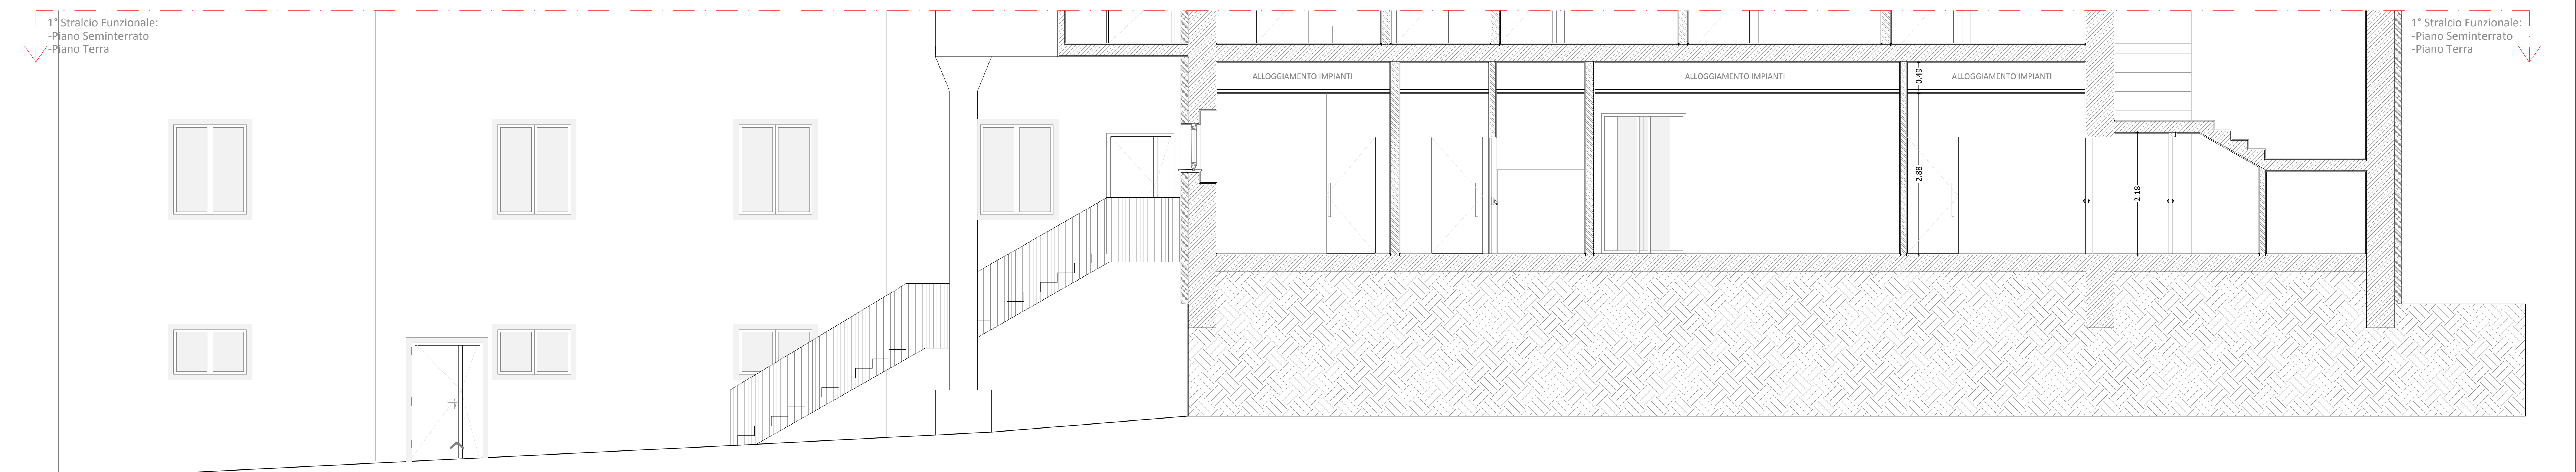 1° Stralcio Funzionale:
-Piano Seminterrato
-Piano Terra
1° Stralcio Funzionale:
-Piano Seminterrato
-Piano Terra
ALLOGGIAMENTO IMPIANTI
ALLOGGIAMENTO IMPIANTI
ALLOGGIAMENTO IMPIANTI
0.49
2.88
2.18